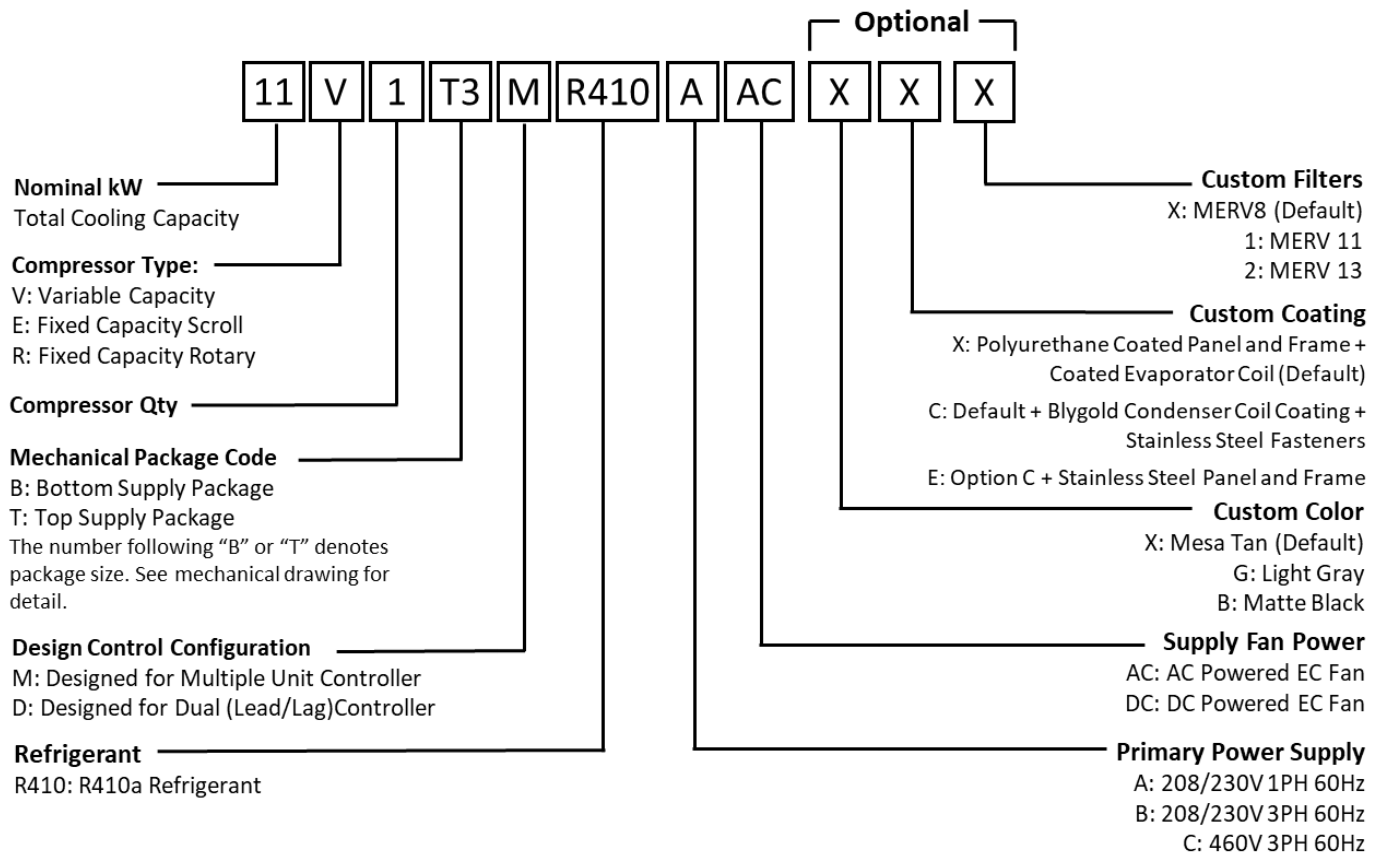 Optional
11 V 1 T3 M R410 A AC X X X
Nominal kW
Total Cooling Capacity
Compressor Type:
V: Variable Capacity
E: Fixed Capacity Scroll
R: Fixed Capacity Rotary
Compressor Qty
Mechanical Package Code
B: Bottom Supply Package
T: Top Supply Package
The number following “B” or “T” denotes
package size. See mechanical drawing for
detail.
Design Control Configuration
M: Designed for Multiple Unit Controller
D: Designed for Dual (Lead/Lag)Controller
Refrigerant
R410: R410a Refrigerant
Custom Filters
X: MERV8 (Default)
1: MERV 11
2: MERV 13
Custom Coating
X: Polyurethane Coated Panel and Frame +
Coated Evaporator Coil (Default)
C: Default + Blygold Condenser Coil Coating +
Stainless Steel Fasteners
E: Option C + Stainless Steel Panel and Frame
Custom Color
X: Mesa Tan (Default)
G: Light Gray
B: Matte Black
Supply Fan Power
AC: AC Powered EC Fan
DC: DC Powered EC Fan
Primary Power Supply
A: 208/230V 1PH 60Hz
B: 208/230V 3PH 60Hz
C: 460V 3PH 60Hz